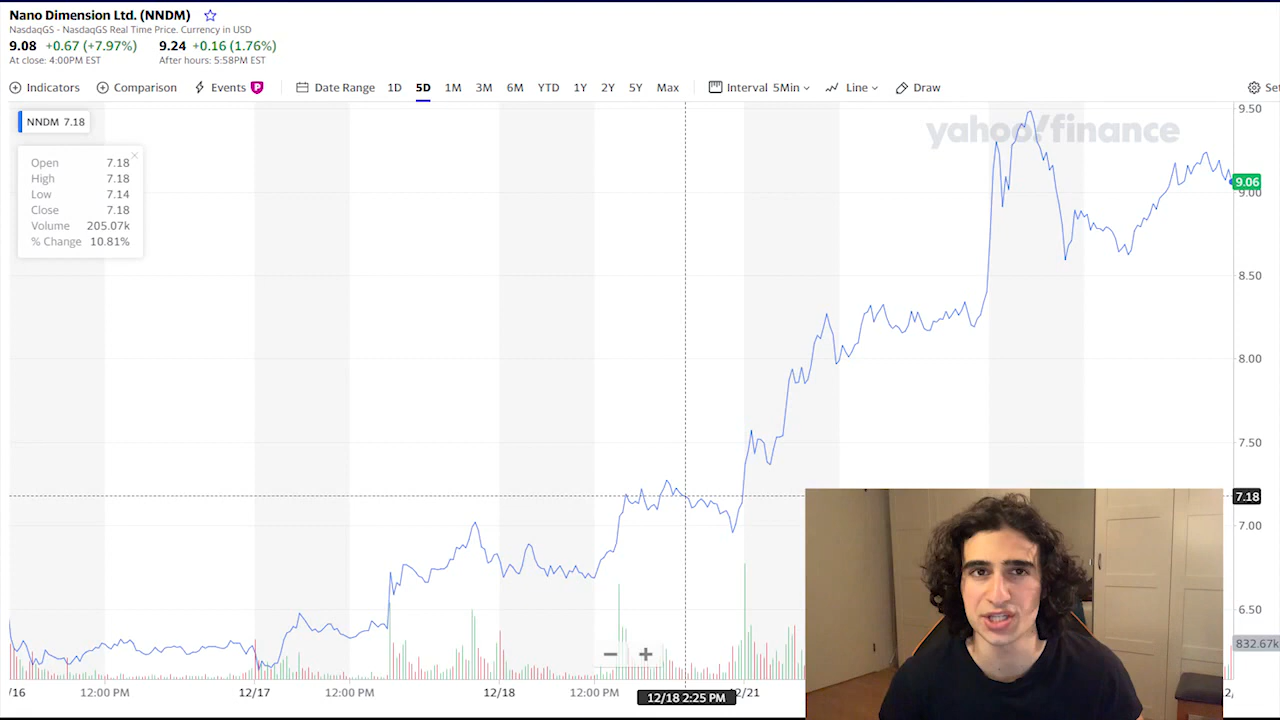 Nano Dimension Ltd. (NNDM)
NasdaqGS - NasdaqGS Real Time Price. Currency in USD
9.08 +0.67 (+7.97%) 9.24 +0.16 (1.76%)
At close: 4:00PM EST After hours: 5:58PM EST
Indicators Comparison Events P Date Range 1D 5D 1M 3M 6M YTD 1Y 2Y 5Y Max Interval 5Min Line Draw Set
NNDM 7.18
yahoo!finance
Open 7.18
High 7.18
Low 7.14
Close 7.18
Volume 205.07k
% Change 10.81%
9.50
9.06
9.00
8.50
8.00
7.50
7.18
7.00
6.50
832.67k
/16 12:00 PM 12/17 12:00 PM 12/18 12:00 PM 12/18 2:25 PM 2/21